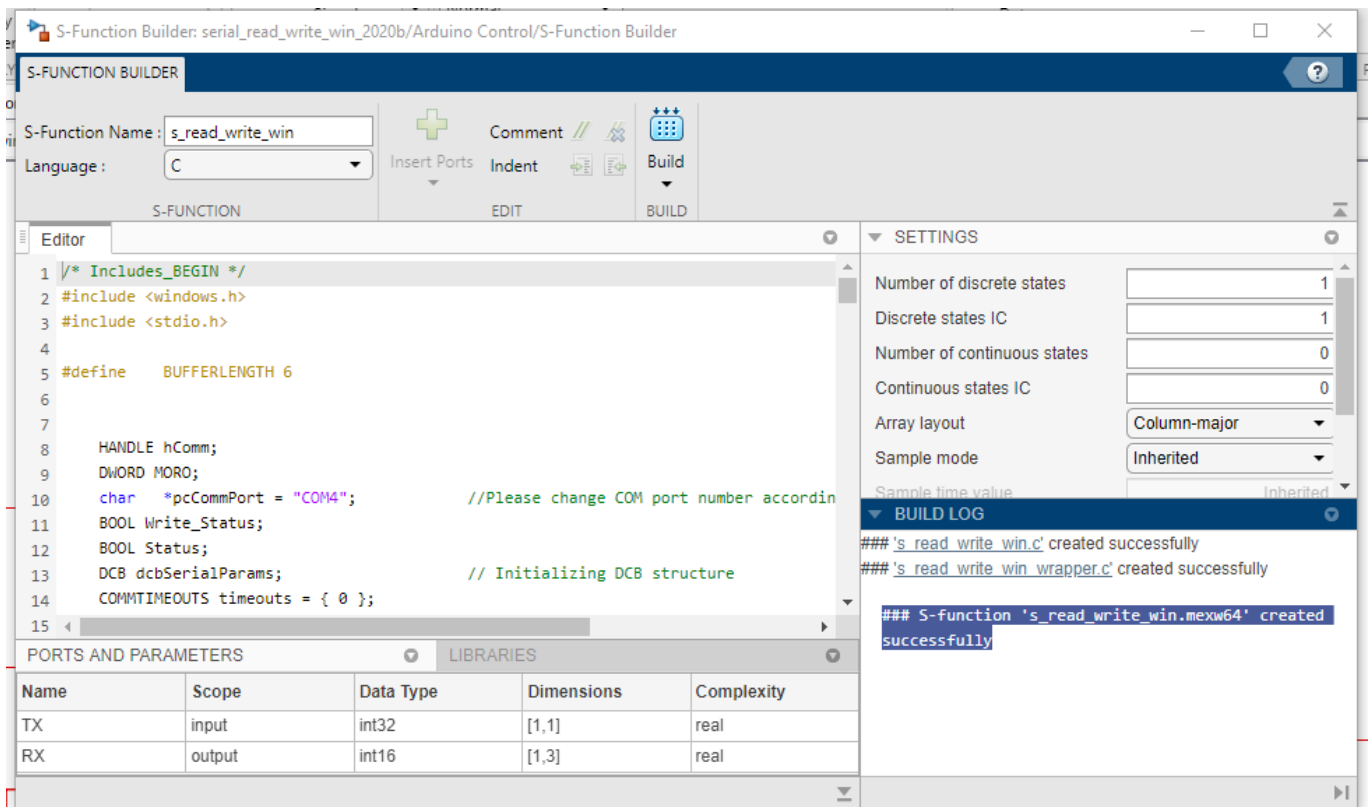 S-Function Builder: serial_read_write_win_2020b/Arduino Control/S-Function Builder
S-FUNCTION BUILDER
?
S-Function Name : s_read_write_win
Language : C
Insert Ports
Comment
Indent
Build
S-FUNCTION
EDIT
BUILD
Editor
1 /* Includes_BEGIN */
2 #include <windows.h>
3 #include <stdio.h>
4
5 #define BUFFERLENGTH 6
6
7
8 HANDLE hComm;
9 DWORD MORO;
10 char *pcCommPort = "COM4"; //Please change COM port number accordin
11 BOOL Write_Status;
12 BOOL Status;
13 DCB dcbSerialParams; // Initializing DCB structure
14 COMMTIMEOUTS timeouts = { 0 };
15
SETTINGS
Number of discrete states 1
Discrete states IC 1
Number of continuous states 0
Continuous states IC 0
Array layout Column-major
Sample mode Inherited
Sample time value Inherited
BUILD LOG
### 's_read_write_win.c' created successfully
### 's_read_write_win_wrapper.c' created successfully
### S-function 's_read_write_win.mexw64' created
successfully
PORTS AND PARAMETERS LIBRARIES
Name Scope Data Type Dimensions Complexity
TX input int32 [1,1] real
RX output int16 [1,3] real